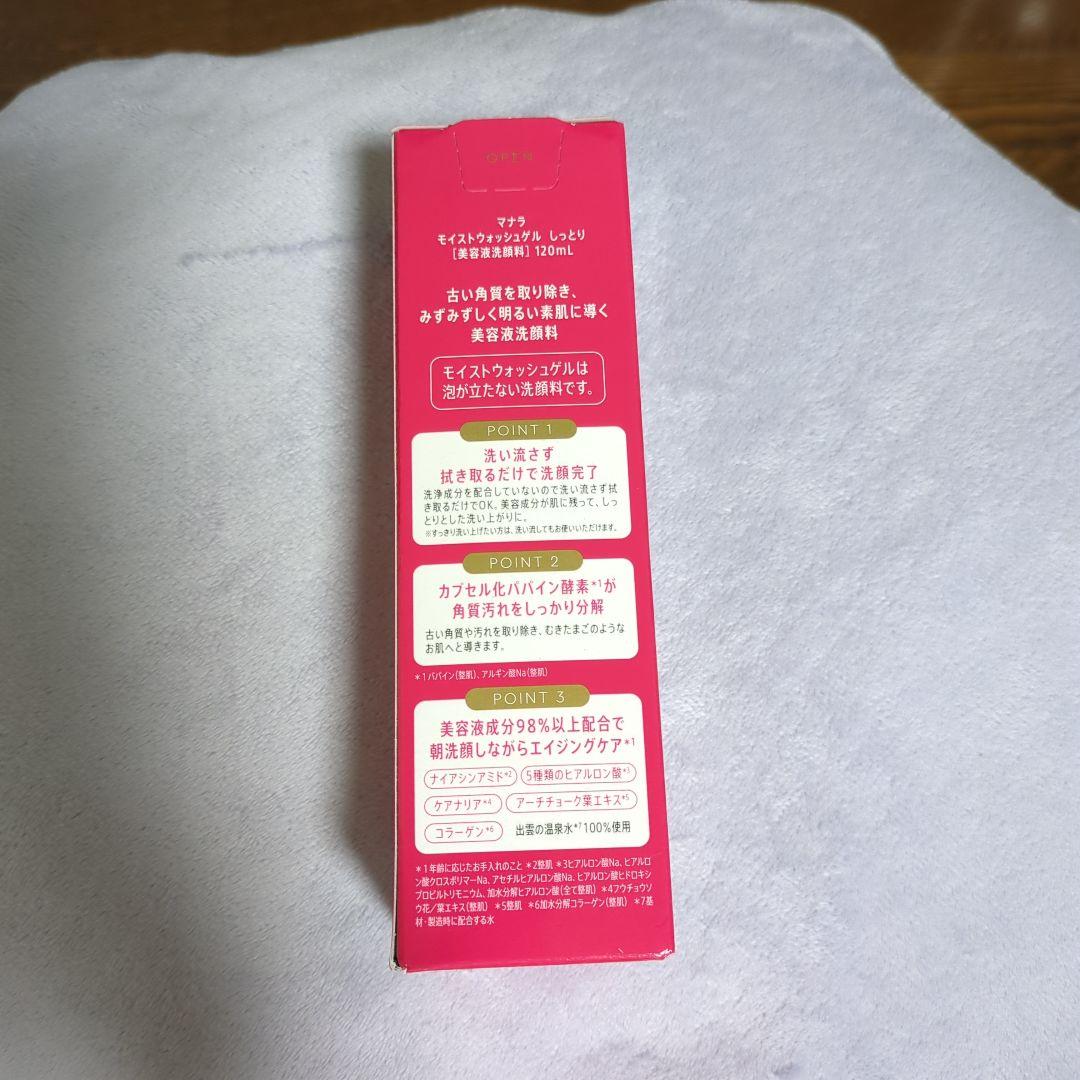 OPEN
マナラ
モイストウォッシュゲル しっとり
[美容液洗顔料] 120mL
古い角質を取り除き、
みずみずしく明るい素肌に導く
美容液洗顔料
モイストウォッシュゲルは
泡が立たない洗顔料です。
POINT 1
洗い流さず
拭き取るだけで洗顔完了
洗浄成分を配合していないので洗い流さず拭
き取るだけでOK。美容成分が肌に残って、しっ
とりとした洗い上がりに。
※すっきり洗い上げたい方は、洗い流してもお使いいただけます。
POINT 2
カプセル化パパイン酵素*1が
角質汚れをしっかり分解
古い角質や汚れを取り除き、むきたまごのような
お肌へと導きます。
*1パパイン(整肌)、アルギン酸Na(整肌)
POINT 3
美容液成分98%以上配合で
朝洗顔しながらエイジングケア*1
ナイアシンアミド*2 5種類のヒアルロン酸*3
ケアナリア*4 アーチチョーク葉エキス*5
コラーゲン*6 出雲の温泉水*7100%使用
*1年齢に応じたお手入れのこと *2整肌 *3ヒアルロン酸Na、ヒアルロ
ン酸クロスポリマーNa、アセチルヒアルロン酸Na、ヒアルロン酸ヒドロキシ
プロピルトリモニウム、加水分解ヒアルロン酸(全て整肌) *4フウチョウソ
ウ花/葉エキス(整肌) *5整肌 *6加水分解コラーゲン(整肌) *7基
材・製造時に配合する水